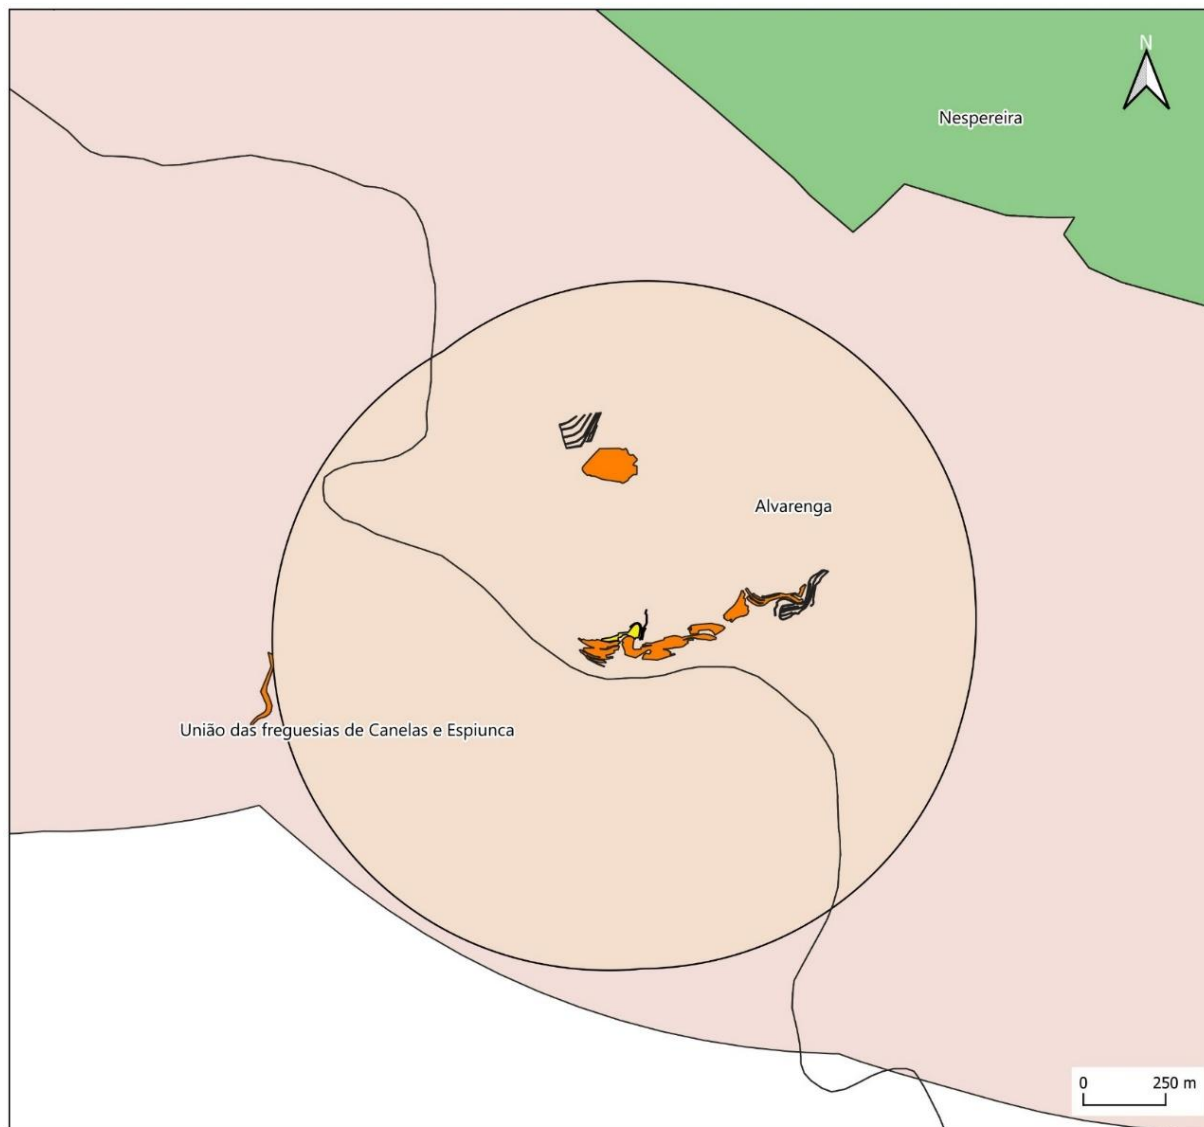 N
Nespereira
Alvarenga
União das freguesias de Canelas e Espiunca
0 250 m